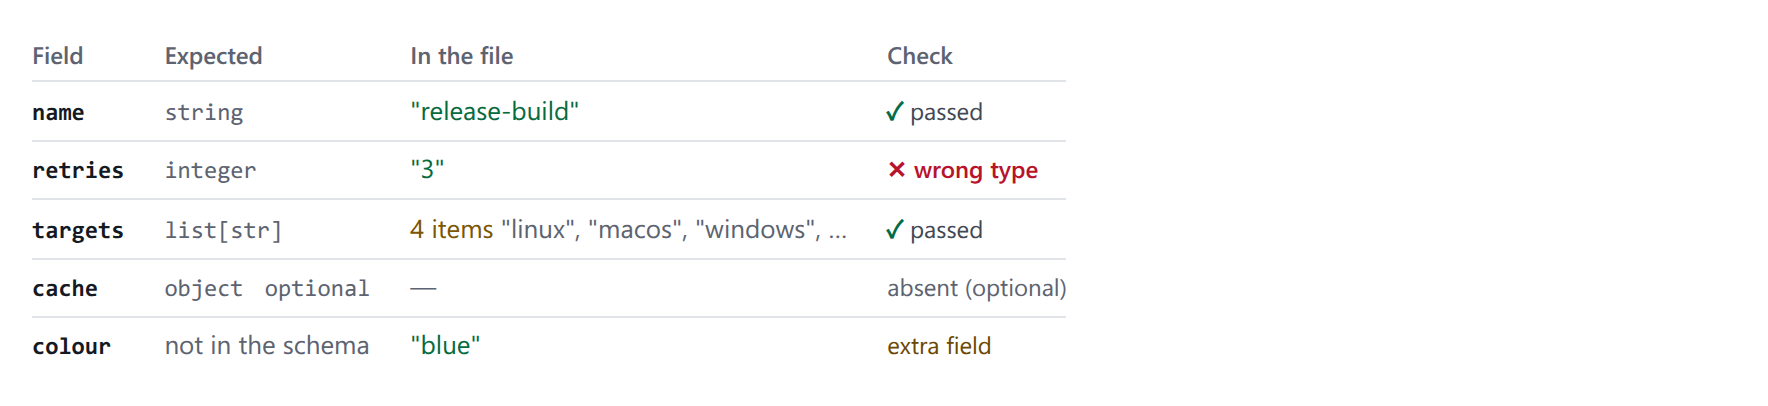 Field Expected In the file Check
name string "release-build" ✓ passed
retries integer "3" ✕ wrong type
targets list[str] 4 items "linux", "macos", "windows", … ✓ passed
cache object optional — absent (optional)
colour not in the schema "blue" extra field